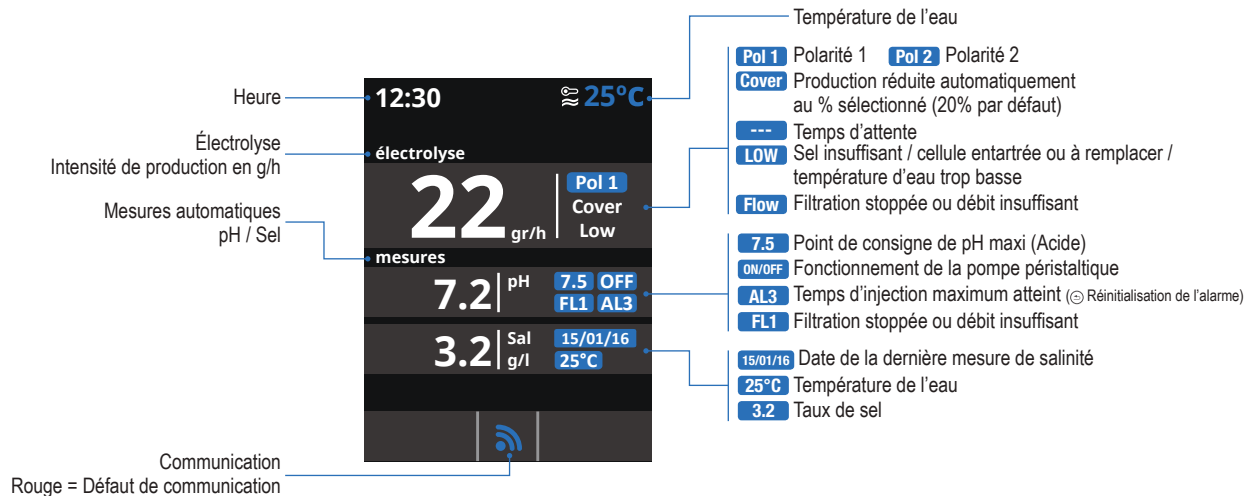 Température de l'eau
Pol 1 Polarité 1 Pol 2 Polarité 2
Cover Production réduite automatiquement
au % sélectionné (20% par défaut)
--- Temps d'attente
LOW Sel insuffisant / cellule entartrée ou à remplacer /
température d'eau trop basse
Flow Filtration stoppée ou débit insuffisant
7.5 Point de consigne de pH maxi (Acide)
ON/OFF Fonctionnement de la pompe péristaltique
AL3 Temps d'injection maximum atteint (Réinitialisation de l'alarme)
FL1 Filtration stoppée ou débit insuffisant
15/01/16 Date de la dernière mesure de salinité
25°C Température de l'eau
3.2 Taux de sel
Heure
Électrolyse
Intensité de production en g/h
Mesures automatiques
pH / Sel
Communication
Rouge = Défaut de communication
12:30 25°C
électrolyse
22 gr/h
Pol 1
Cover
Low
mesures
7.2 pH 7.5 OFF
FL1 AL3
3.2 Sal 15/01/16
g/l 25°C